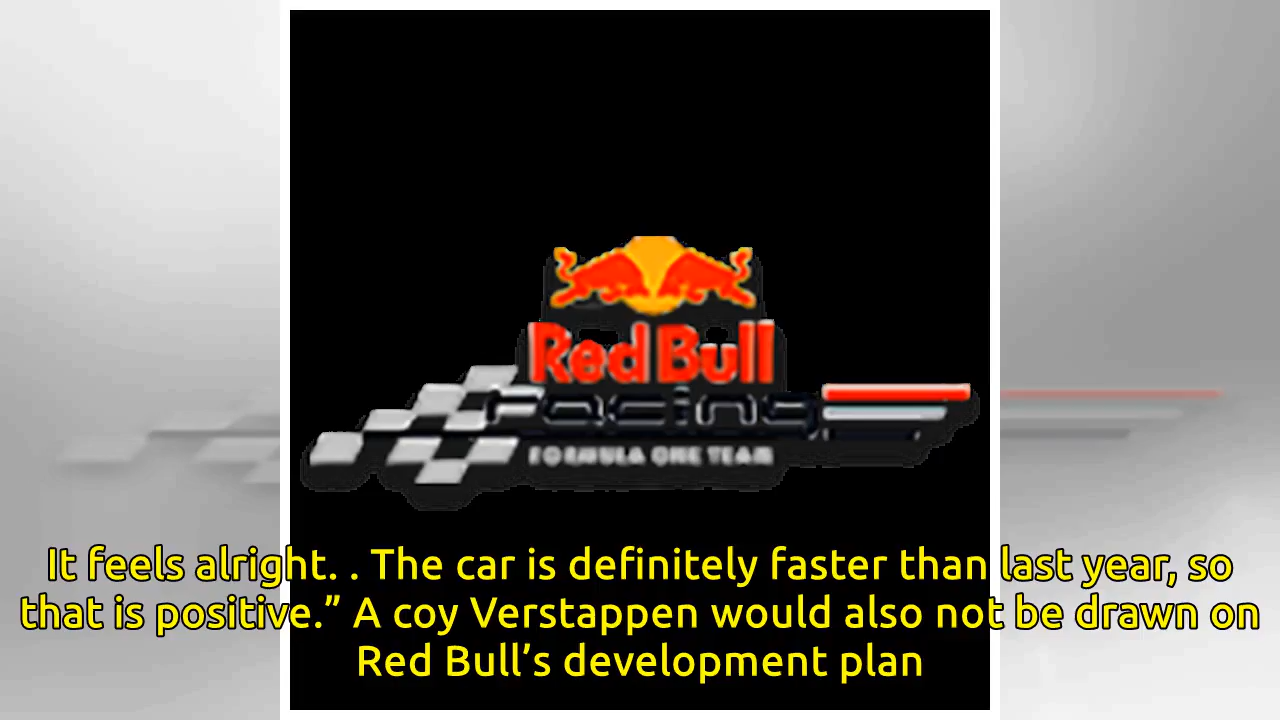 Red Bull
racing
FORMULA ONE TEAM
It feels alright. . The car is definitely faster than last year, so
that is positive.” A coy Verstappen would also not be drawn on
Red Bull’s development plan